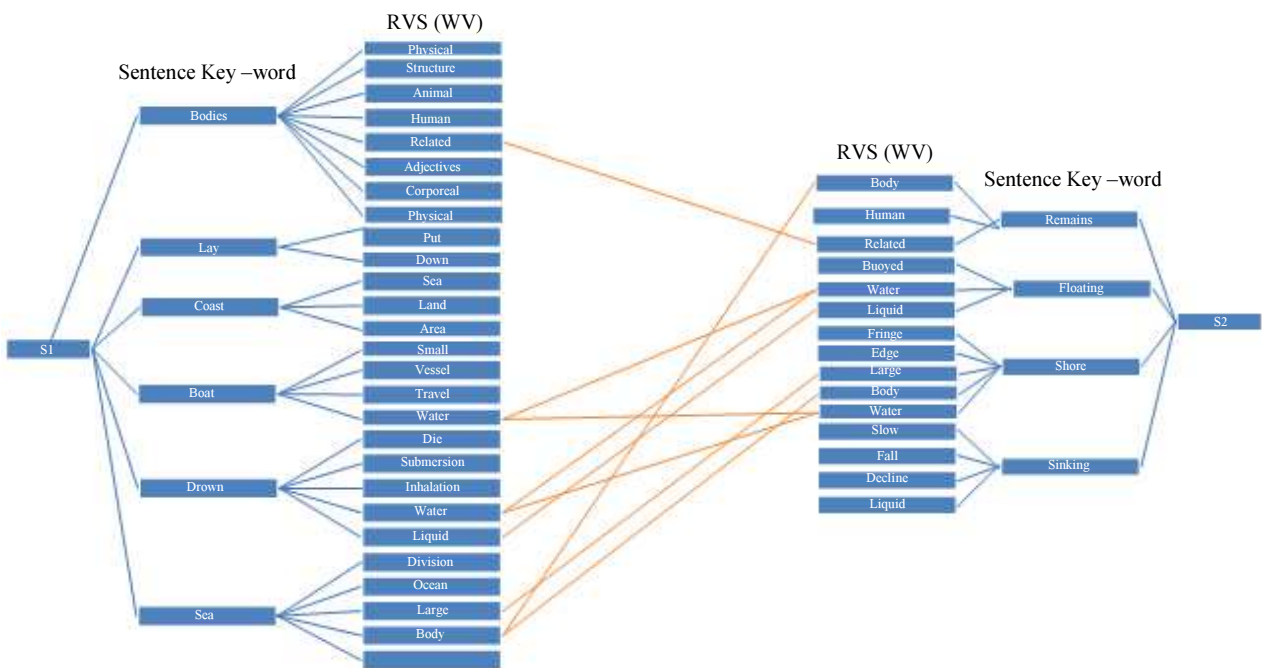 RVS (WV)
Sentence Key –word
Physical
Structure
Animal
Human
Related
Adjectives
Corporeal
Physical
Put
Down
Sea
Land
Area
Small
Vessel
Travel
Water
Die
Submersion
Inhalation
Water
Liquid
Division
Ocean
Large
Body
Bodies
Lay
Coast
Boat
Drown
Sea
S1
RVS (WV)
Sentence Key –word
Body
Human
Related
Buoyed
Water
Liquid
Fringe
Edge
Large
Body
Water
Slow
Fall
Decline
Liquid
Remains
Floating
Shore
Sinking
S2